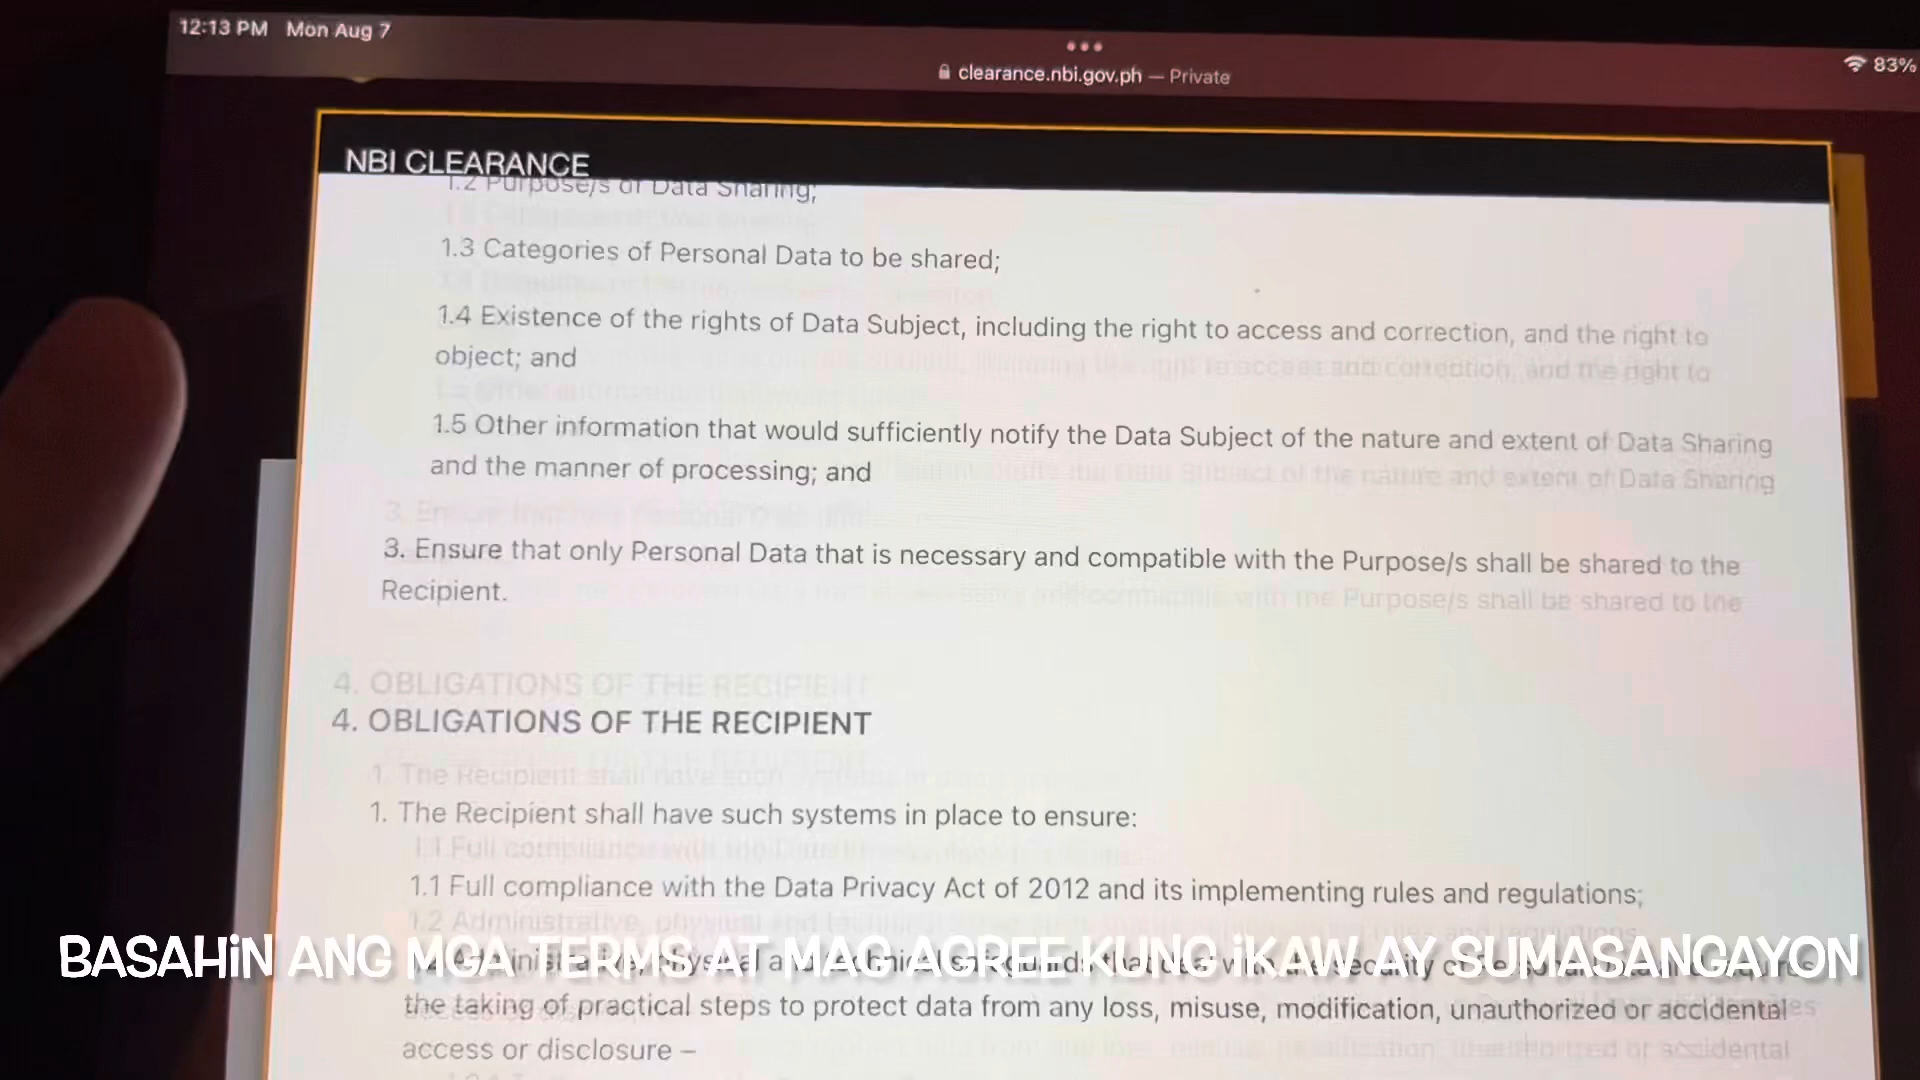 12:13 PM Mon Aug 7
clearance.nbi.gov.ph — Private
83%
NBI CLEARANCE
1.2 Purpose/s of Data Sharing;
1.3 Categories of Personal Data to be shared;
1.4 Existence of the rights of Data Subject, including the right to access and correction, and the right to
object; and
1.5 Other information that would sufficiently notify the Data Subject of the nature and extent of Data Sharing
and the manner of processing; and
3. Ensure that only Personal Data that is necessary and compatible with the Purpose/s shall be shared to the
Recipient.
4. OBLIGATIONS OF THE RECIPIENT
1. The Recipient shall have such systems in place to ensure:
1.1 Full compliance with the Data Privacy Act of 2012 and its implementing rules and regulations;
BASAHiN ANG MGA TERMS AT MAG AGREE KUNG iKAW AY SUMASANGAYON
the taking of practical steps to protect data from any loss, misuse, modification, unauthorized or accidental
access or disclosure –